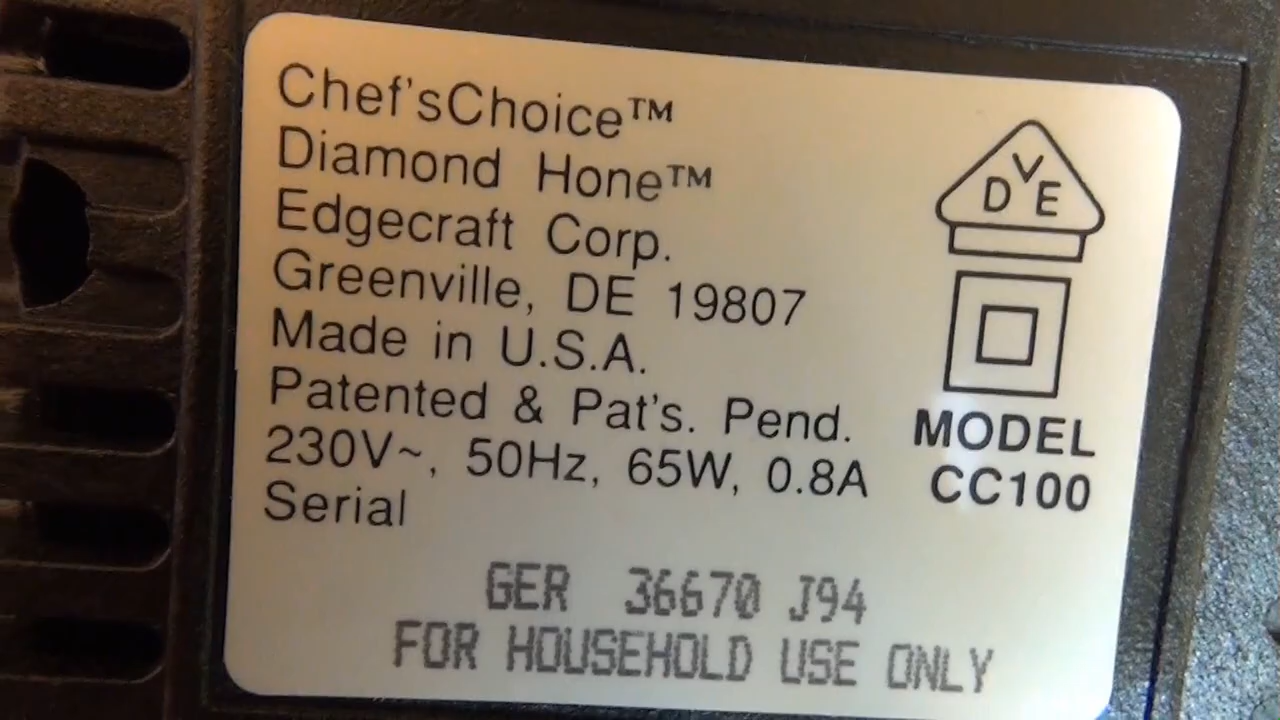 Chef'sChoice™
Diamond Hone™
Edgecraft Corp.
Greenville, DE 19807
Made in U.S.A.
Patented & Pat's. Pend.
230V~, 50Hz, 65W, 0.8A
Serial
GER 36670 J94
FOR HOUSEHOLD USE ONLY
DVE
MODEL
CC100